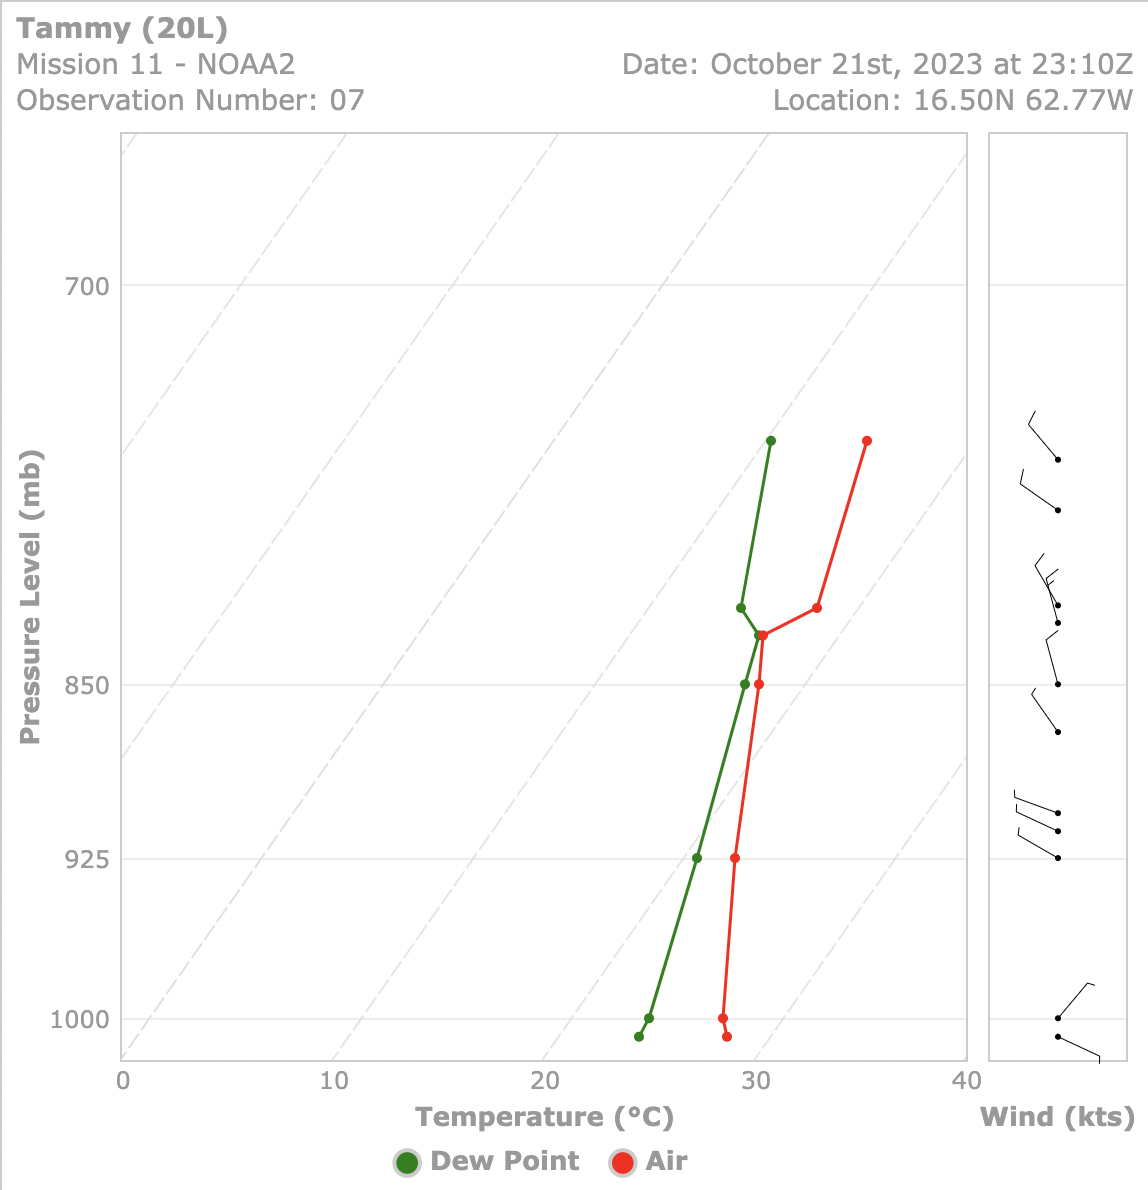 Tammy (20L)
Mission 11 - NOAA2
Date: October 21st, 2023 at 23:10Z
Observation Number: 07
Location: 16.50N 62.77W
Pressure Level (mb)
700
850
925
1000
0 10 20 30 40
Temperature (°C)
Wind (kts)
Dew Point
Air